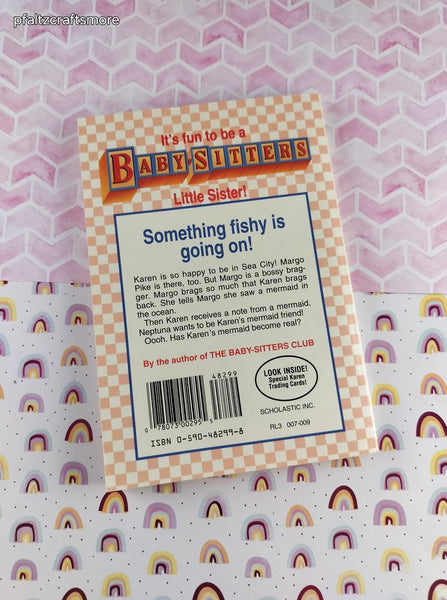 pfaltzcraftsmore
It's fun to be a
BABY-SITTERS
Little Sister!
Something fishy is
going on!
Karen is so happy to be in Sea City! Margo
Pike is there, too. But Margo is a bossy brag-
ger. Margo brags so much that Karen brags
back. She tells Margo she saw a mermaid in
the ocean.
Then Karen receives a note from a mermaid.
Neptuna wants to be Karen's mermaid friend!
Oooh. Has Karen's mermaid become real?
By the author of THE BABY-SITTERS CLUB
48299
0 78073 00295 5
ISBN 0-590-48299-8
LOOK INSIDE!
Special Karen
Trading Cards!
SCHOLASTIC INC.
RL3 007-009